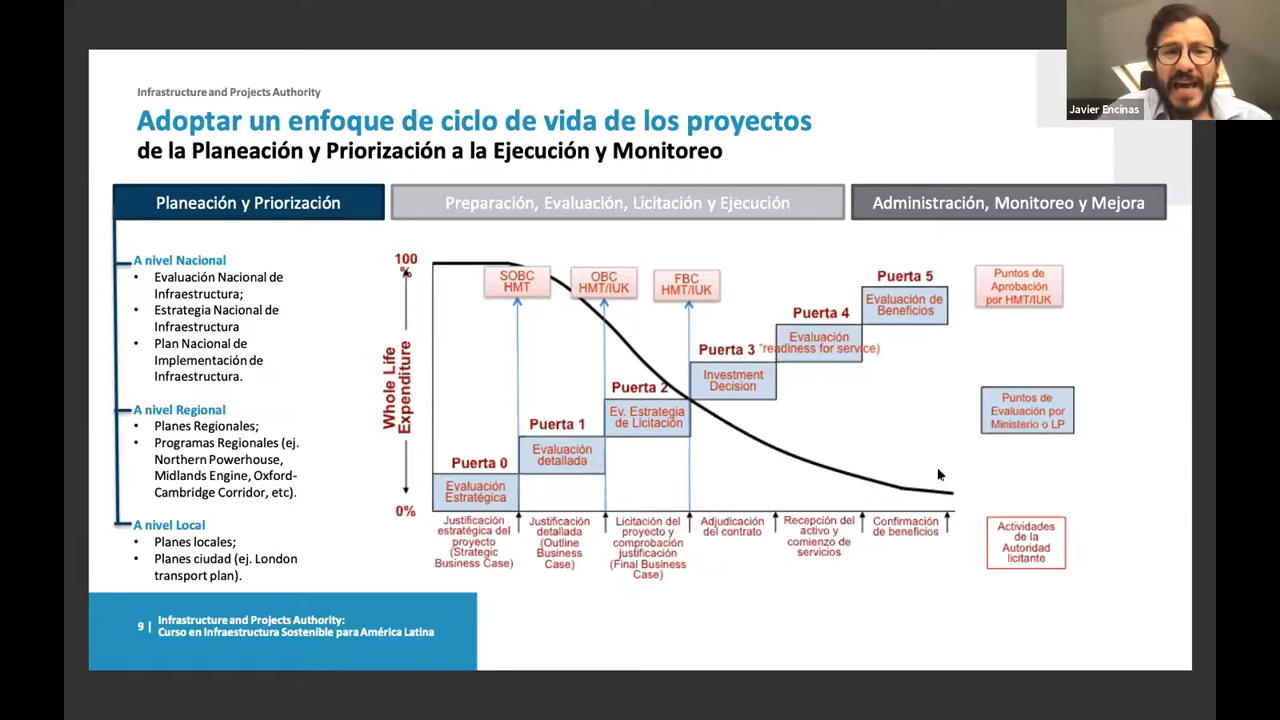 Javier Encinas
Infrastructure and Projects Authority
Adoptar un enfoque de ciclo de vida de los proyectos
de la Planeación y Priorización a la Ejecución y Monitoreo
Planeación y Priorización
Preparación, Evaluación, Licitación y Ejecución
Administración, Monitoreo y Mejora
A nivel Nacional
• Evaluación Nacional de
Infraestructura;
• Estrategia Nacional de
Infraestructura
• Plan Nacional de
Implementación de
Infraestructura.
A nivel Regional
• Planes Regionales;
• Programas Regionales (ej.
Northern Powerhouse,
Midlands Engine, Oxford-
Cambridge Corridor, etc).
A nivel Local
• Planes locales;
• Planes ciudad (ej. London
transport plan).
100
%
Whole Life
Expenditure
0%
SOBC
HMT
OBC
HMT/IUK
FBC
HMT/IUK
Puerta 0
Evaluación
Estratégica
Puerta 1
Evaluación
detallada
Puerta 2
Ev. Estrategia
de Licitación
Puerta 3
Investment
Decision
Puerta 4
Evaluación
"readiness for service)
Puerta 5
Evaluación de
Beneficios
Justificación
estratégica del
proyecto
(Strategic
Business Case)
Justificación
detallada
(Outline
Business
Case)
Licitación del
proyecto y
comprobación
justificación
(Final Business
Case)
Adjudicación
del contrato
Recepción del
activo y
comienzo de
servicios
Confirmación
de beneficios
Puntos de
Aprobación
por HMT/IUK
Puntos de
Evaluación por
Ministerio o LP
Actividades
de la
Autoridad
licitante
9 |
Infrastructure and Projects Authority:
Curso en Infraestructura Sostenible para América Latina